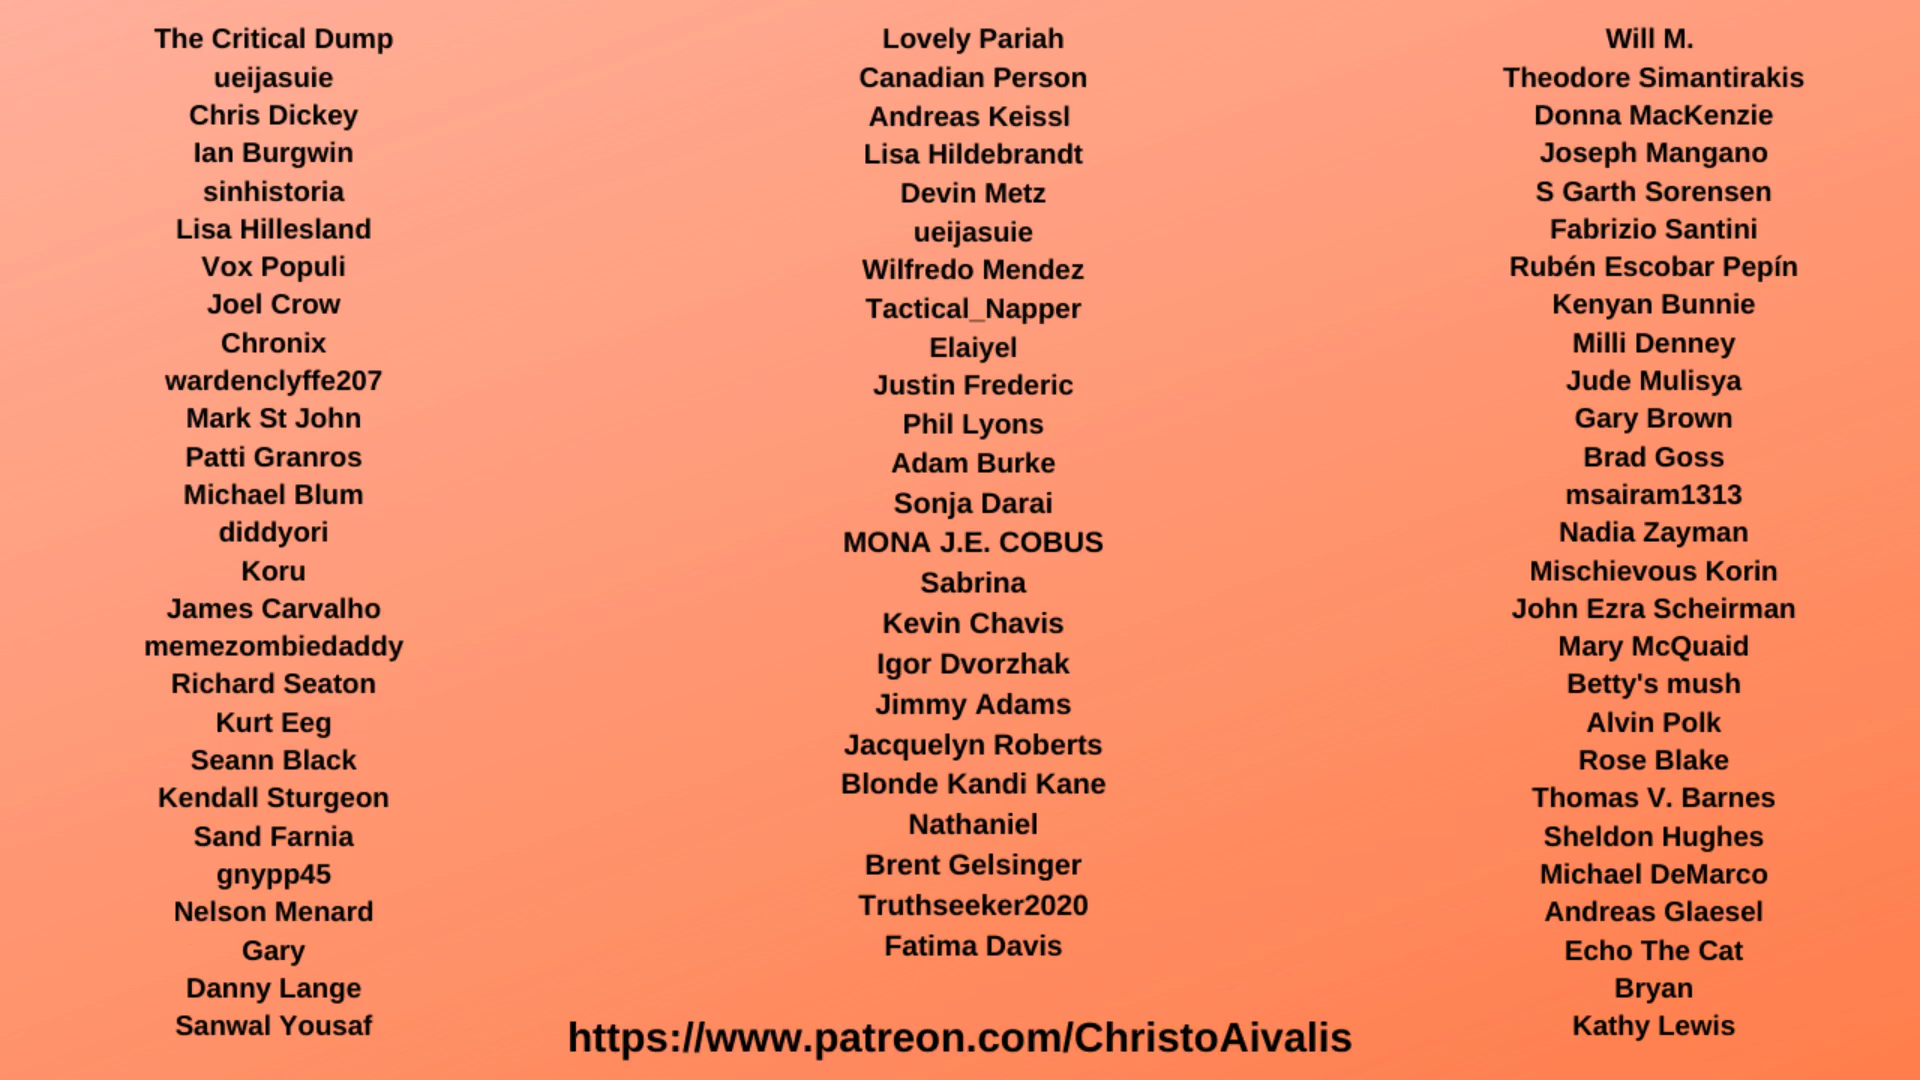 The Critical Dump
ueijasuie
Chris Dickey
Ian Burgwin
sinhistoria
Lisa Hillesland
Vox Populi
Joel Crow
Chronix
wardenclyffe207
Mark St John
Patti Granros
Michael Blum
diddyori
Koru
James Carvalho
memezombiedaddy
Richard Seaton
Kurt Eeg
Seann Black
Kendall Sturgeon
Sand Farnia
gnypp45
Nelson Menard
Gary
Danny Lange
Sanwal Yousaf
Lovely Pariah
Canadian Person
Andreas Keissl
Lisa Hildebrandt
Devin Metz
ueijasuie
Wilfredo Mendez
Tactical_Napper
Elaiyel
Justin Frederic
Phil Lyons
Adam Burke
Sonja Darai
MONA J.E. COBUS
Sabrina
Kevin Chavis
Igor Dvorzhak
Jimmy Adams
Jacquelyn Roberts
Blonde Kandi Kane
Nathaniel
Brent Gelsinger
Truthseeker2020
Fatima Davis
Will M.
Theodore Simantirakis
Donna MacKenzie
Joseph Mangano
S Garth Sorensen
Fabrizio Santini
Rubén Escobar Pepín
Kenyan Bunnie
Milli Denney
Jude Mulisya
Gary Brown
Brad Goss
msairam1313
Nadia Zayman
Mischievous Korin
John Ezra Scheirman
Mary McQuaid
Betty's mush
Alvin Polk
Rose Blake
Thomas V. Barnes
Sheldon Hughes
Michael DeMarco
Andreas Glaesel
Echo The Cat
Bryan
Kathy Lewis
https://www.patreon.com/ChristoAivalis